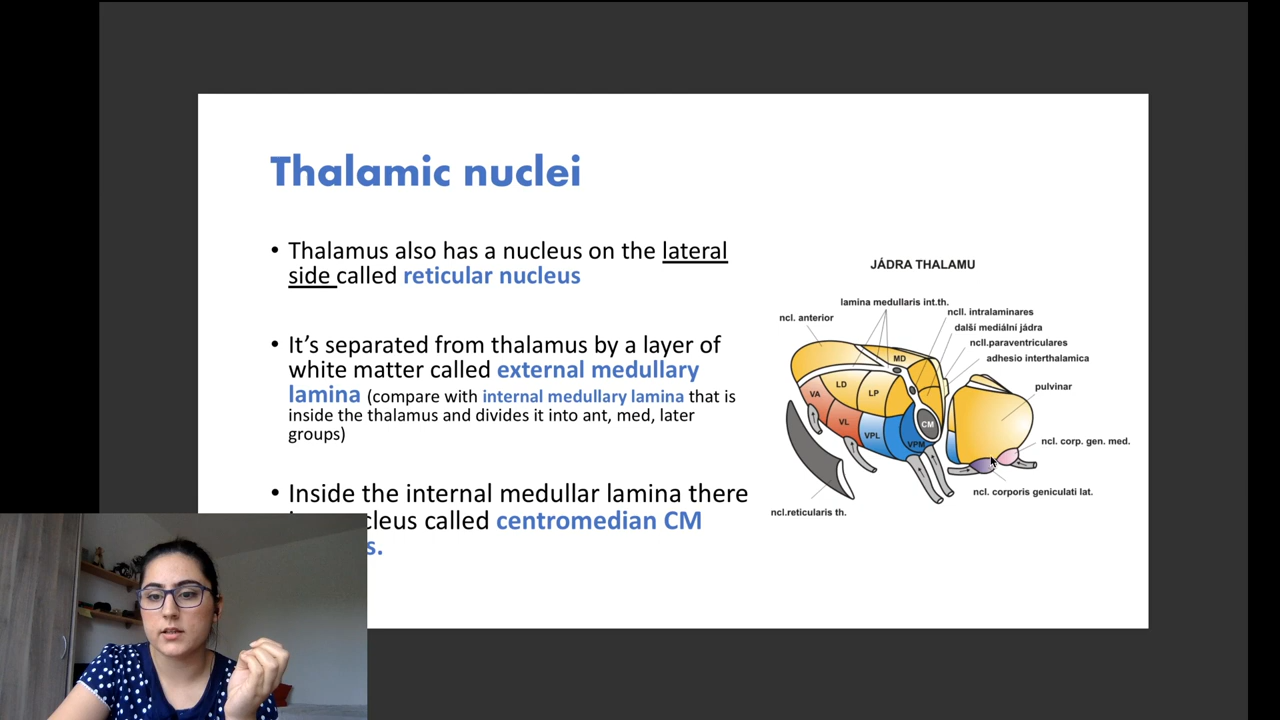 Thalamic nuclei
• Thalamus also has a nucleus on the lateral
side called reticular nucleus
• It's separated from thalamus by a layer of
white matter called external medullary
lamina (compare with internal medullary lamina that is
inside the thalamus and divides it into ant, med, later
groups)
• Inside the internal medullar lamina there
called centromedian CM
JÁDRA THALAMU
lamina medullaris int.th.
ncl. anterior
ncll. intralaminares
další mediální jádra
ncll.paraventriculares
adhesio interthalamica
pulvinar
MD
LD
LP
VA
VL
CM
VPL
VPM
ncl. corp. gen. med.
ncl. corporis geniculati lat.
ncl.reticularis th.